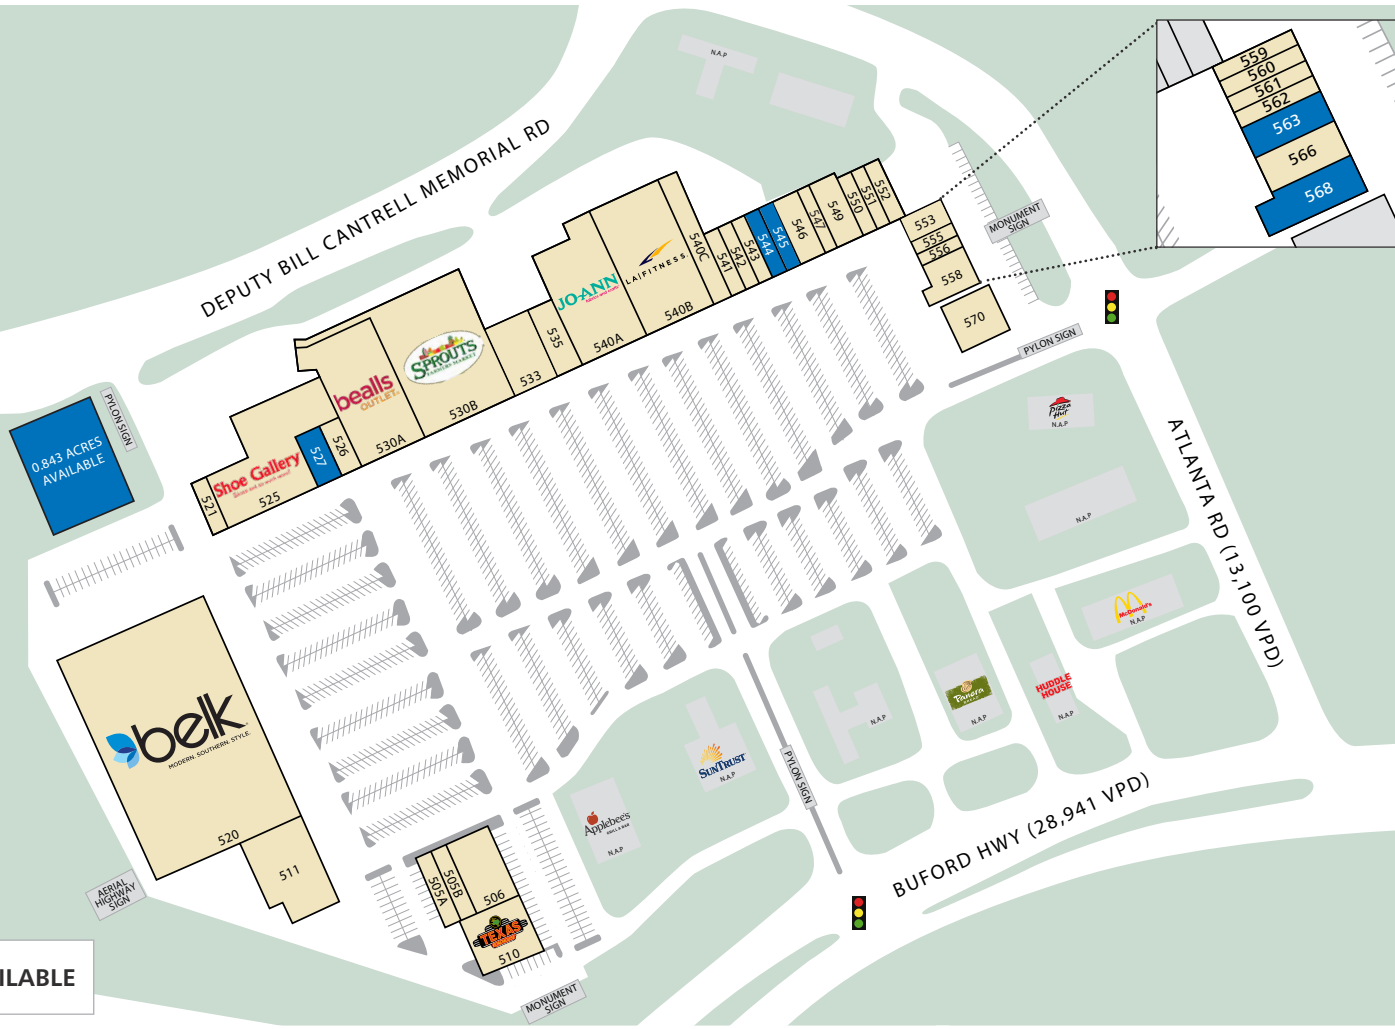 N.A.P
DEPUTY BILL CANTRELL MEMORIAL RD
559
560
561
562
563
566
568
MONUMENT
SIGN
552
551
550
549
547
546
545
544
543
542
541
540C
553
555
556
558
570
LA|FITNESS.
540B
JO-ANN
540A
535
533
SPROUTS
FARMERS MARKET
530B
bealls
OUTLET
530A
526
527
Shoe Gallery
525
521
PYLON SIGN
0.843 ACRES
AVAILABLE
PYLON SIGN
Pizza
Hut
N.A.P
N.A.P
ATLANTA RD (13,100 VPD)
McDonald's
N.A.P
HUDDLE
HOUSE
N.A.P
Panera
BREAD
N.A.P
N.A.P
PYLON SIGN
SUNTRUST
N.A.P
Applebee's
GRILL & BAR
N.A.P
belk
MODERN. SOUTHERN. STYLE.
520
511
AERIAL
HIGHWAY
SIGN
505A
505B
506
TEXAS
510
MONUMENT
SIGN
BUFORD HWY (28,941 VPD)
ILABLE